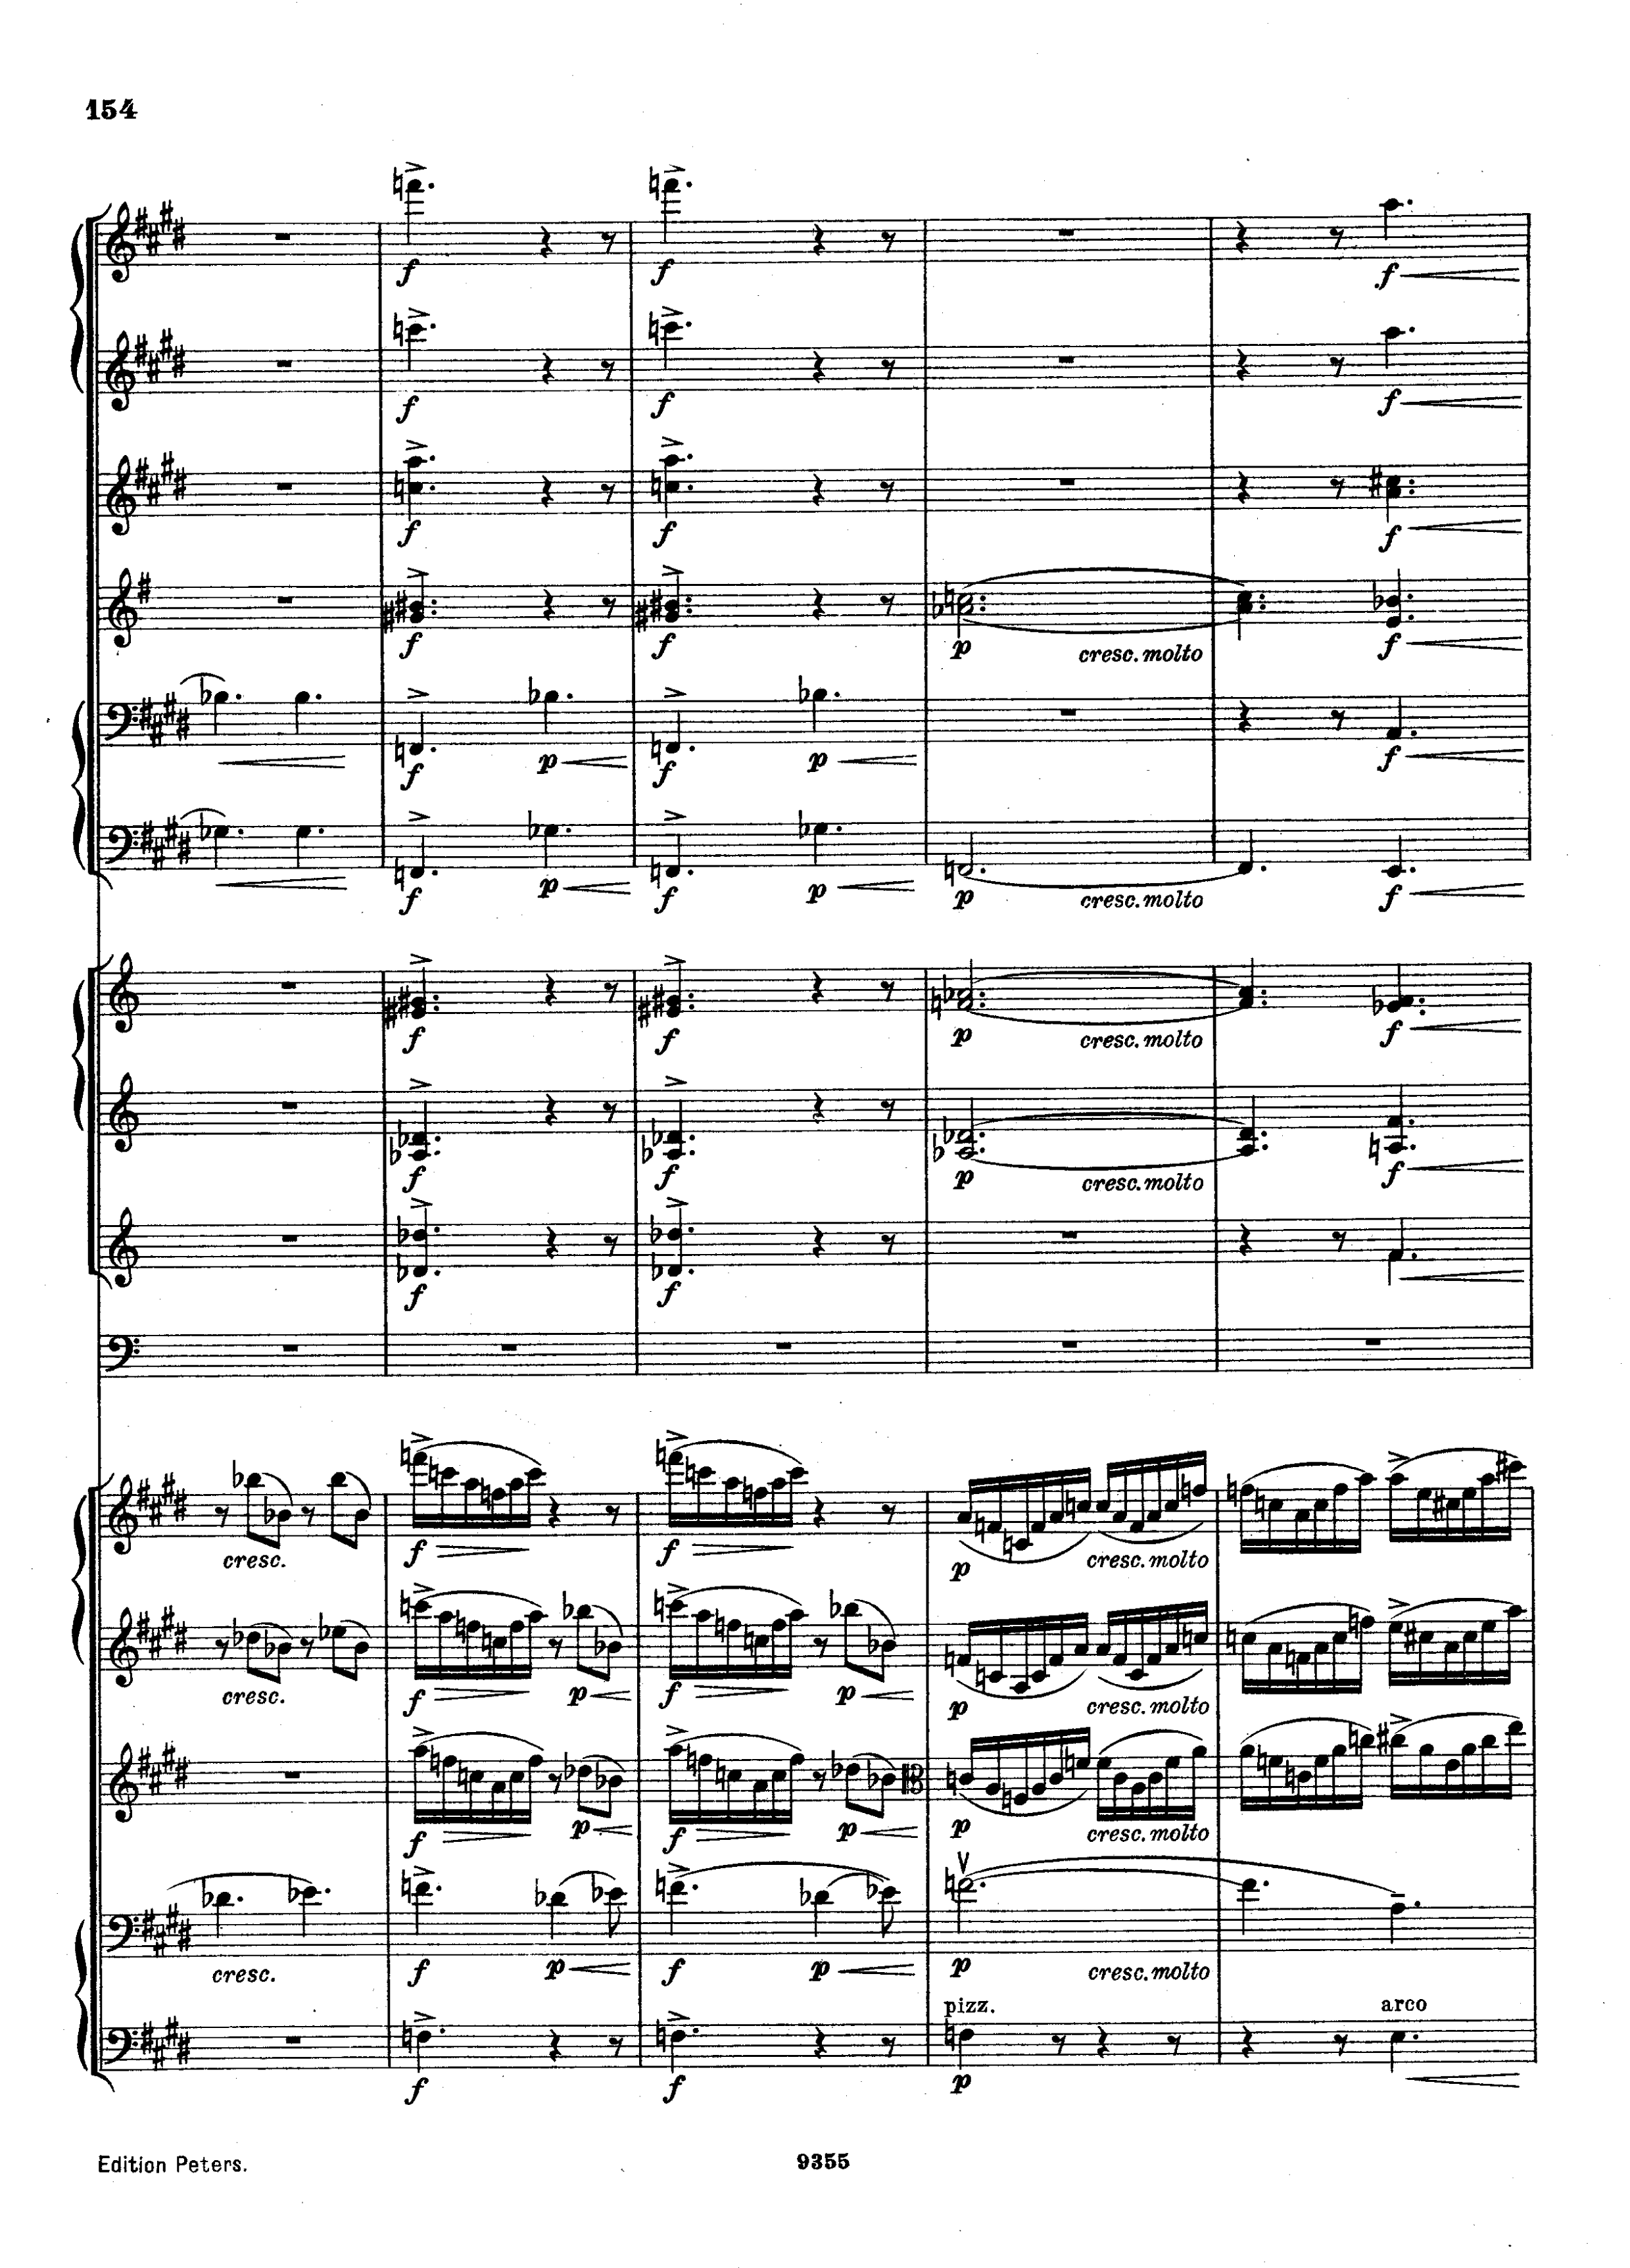 154
f f f
f f f
f f f
f f p cresc. molto f
f p f p f
f p f p p cresc. molto f
f f p cresc. molto f
f f p cresc. molto f
f f
cresc. f f p cresc. molto
cresc. f p f p p cresc. molto
f p f p p cresc. molto
cresc. f p f p p cresc. molto
pizz. arco
f f p
Edition Peters. 9355